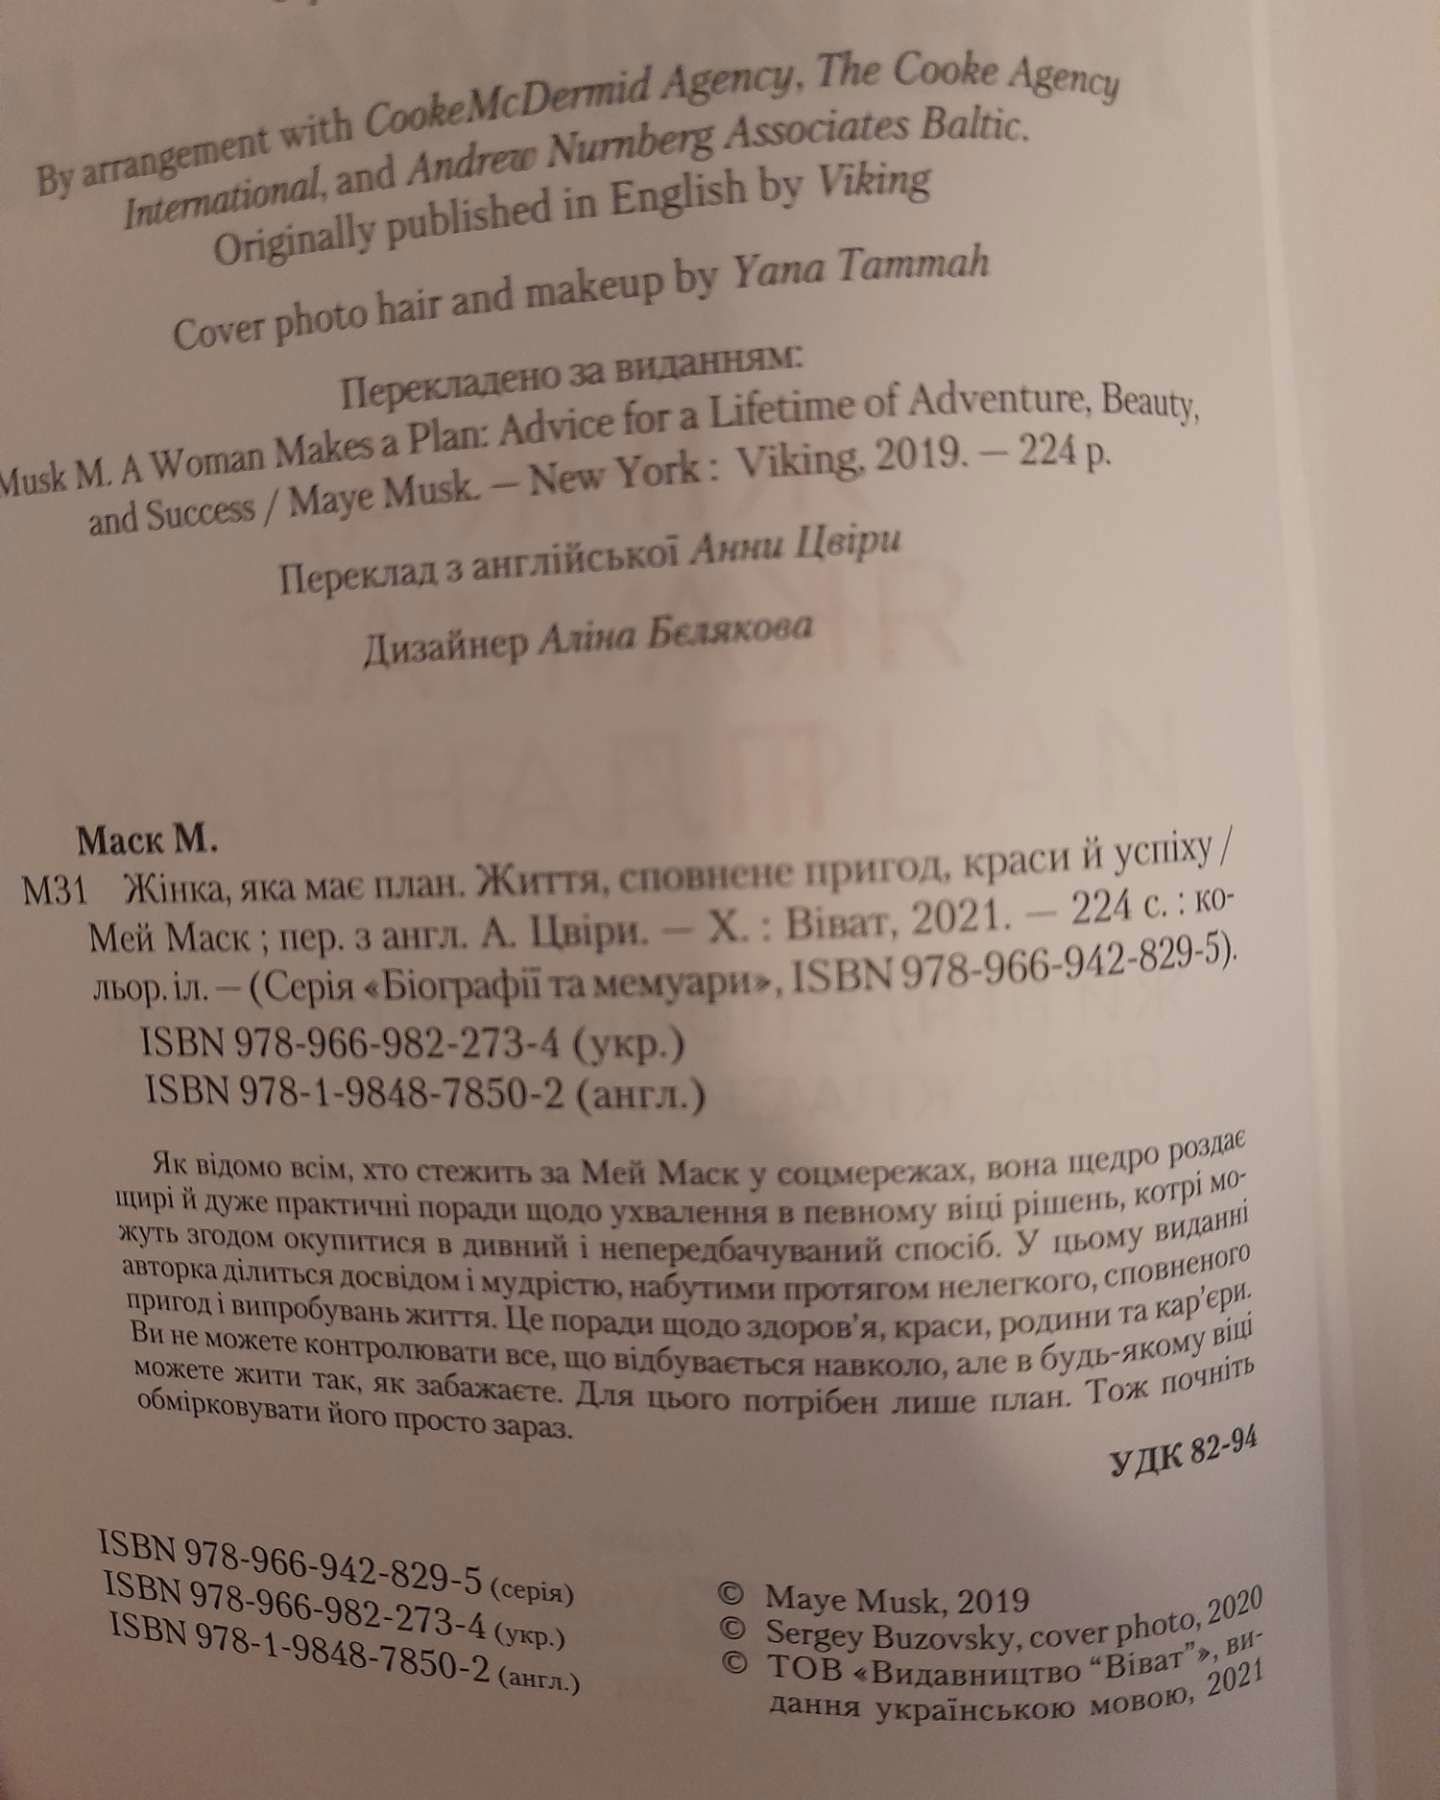 By arrangement with CookeMcDermid Agency, The Cooke Agency
International, and Andrew Nurnberg Associates Baltic.
Originally published in English by Viking
Cover photo hair and makeup by Yana Tammah
Перекладено за виданням:
Musk M. A Woman Makes a Plan: Advice for a Lifetime of Adventure, Beauty,
and Success / Maye Musk. — New York : Viking, 2019. — 224 p.
Переклад з англійської Анни Цвіри
Дизайнер Аліна Бєлякова
Маск М.
М31 Жінка, яка має план. Життя, сповнене пригод, краси й успіху /
Мей Маск ; пер. з англ. А. Цвіри. — Х. : Віват, 2021. — 224 с. : ко-
льор. іл. — (Серія «Біографії та мемуари», ISBN 978-966-942-829-5).
ISBN 978-966-982-273-4 (укр.)
ISBN 978-1-9848-7850-2 (англ.)
Як відомо всім, хто стежить за Мей Маск у соцмережах, вона щедро роздає
щирі й дуже практичні поради щодо ухвалення в певному віці рішень, котрі мо-
жуть згодом окупитися в дивний і непередбачуваний спосіб. У цьому виданні
авторка ділиться досвідом і мудрістю, набутими протягом нелегкого, сповненого
пригод і випробувань життя. Це поради щодо здоров’я, краси, родини та кар’єри.
Ви не можете контролювати все, що відбувається навколо, але в будь-якому віці
можете жити так, як забажаєте. Для цього потрібен лише план. Тож почніть
обмірковувати його просто зараз.
УДК 82-94
ISBN 978-966-942-829-5 (серія)
ISBN 978-966-982-273-4 (укр.)
ISBN 978-1-9848-7850-2 (англ.)
© Maye Musk, 2019
© Sergey Buzovsky, cover photo, 2020
© ТОВ «Видавництво “Віват”», ви-
дання українською мовою, 2021